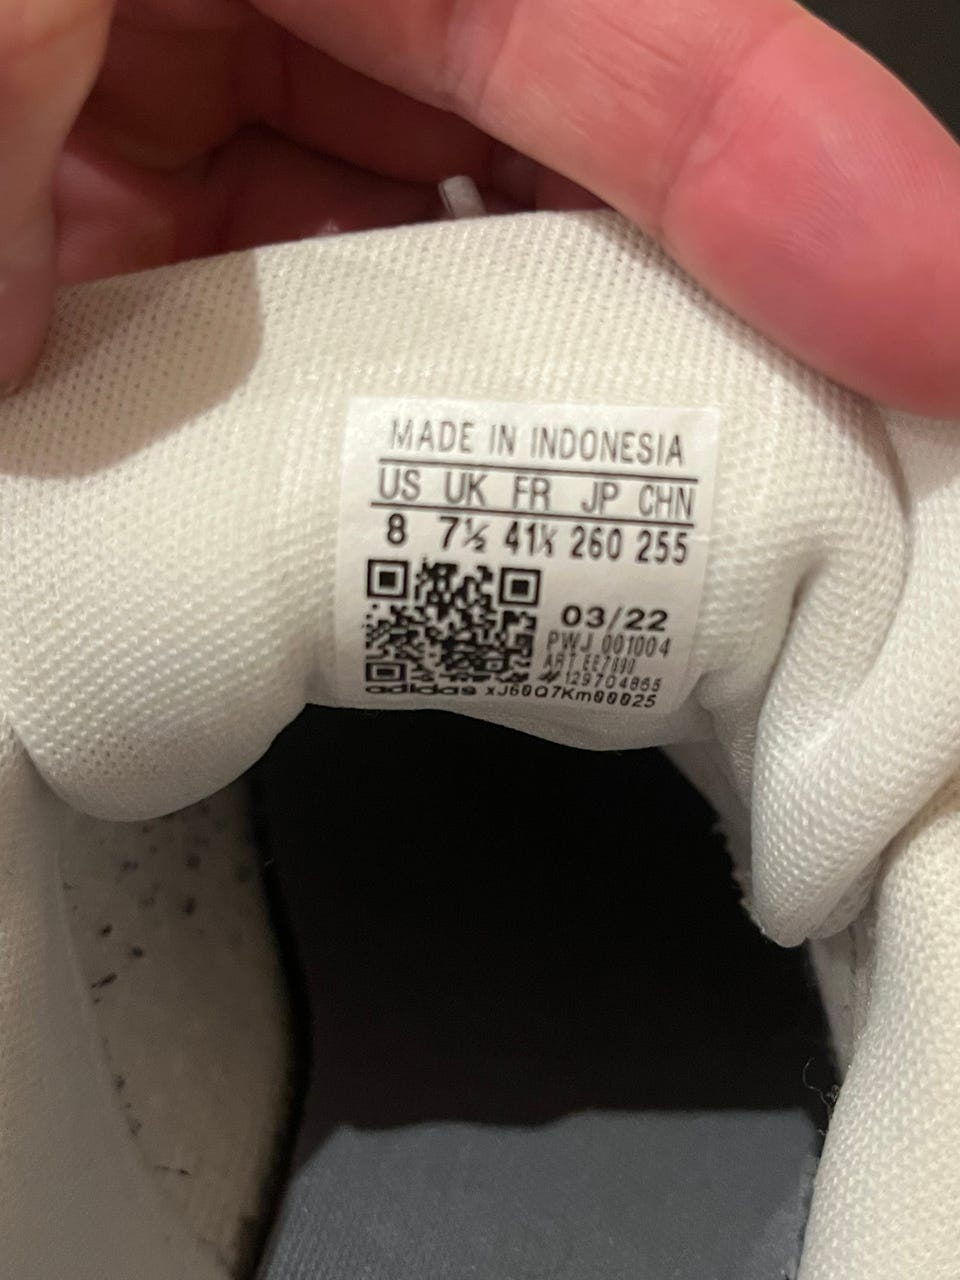 MADE IN INDONESIA
US UK FR JP CHN
8 7½ 41⅓ 260 255
03/22
PWJ 001004
ART
#129704865
adidas xJ60Q7Km00025